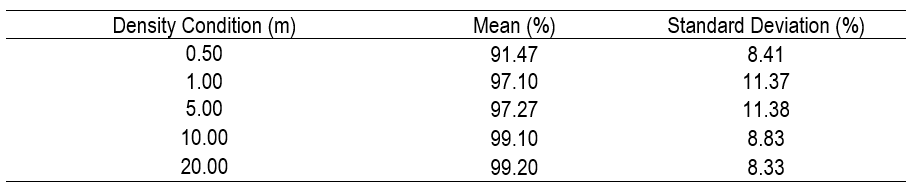 Density Condition (m) Mean (%) Standard Deviation (%)
0.50 91.47 8.41
1.00 97.10 11.37
5.00 97.27 11.38
10.00 99.10 8.83
20.00 99.20 8.33